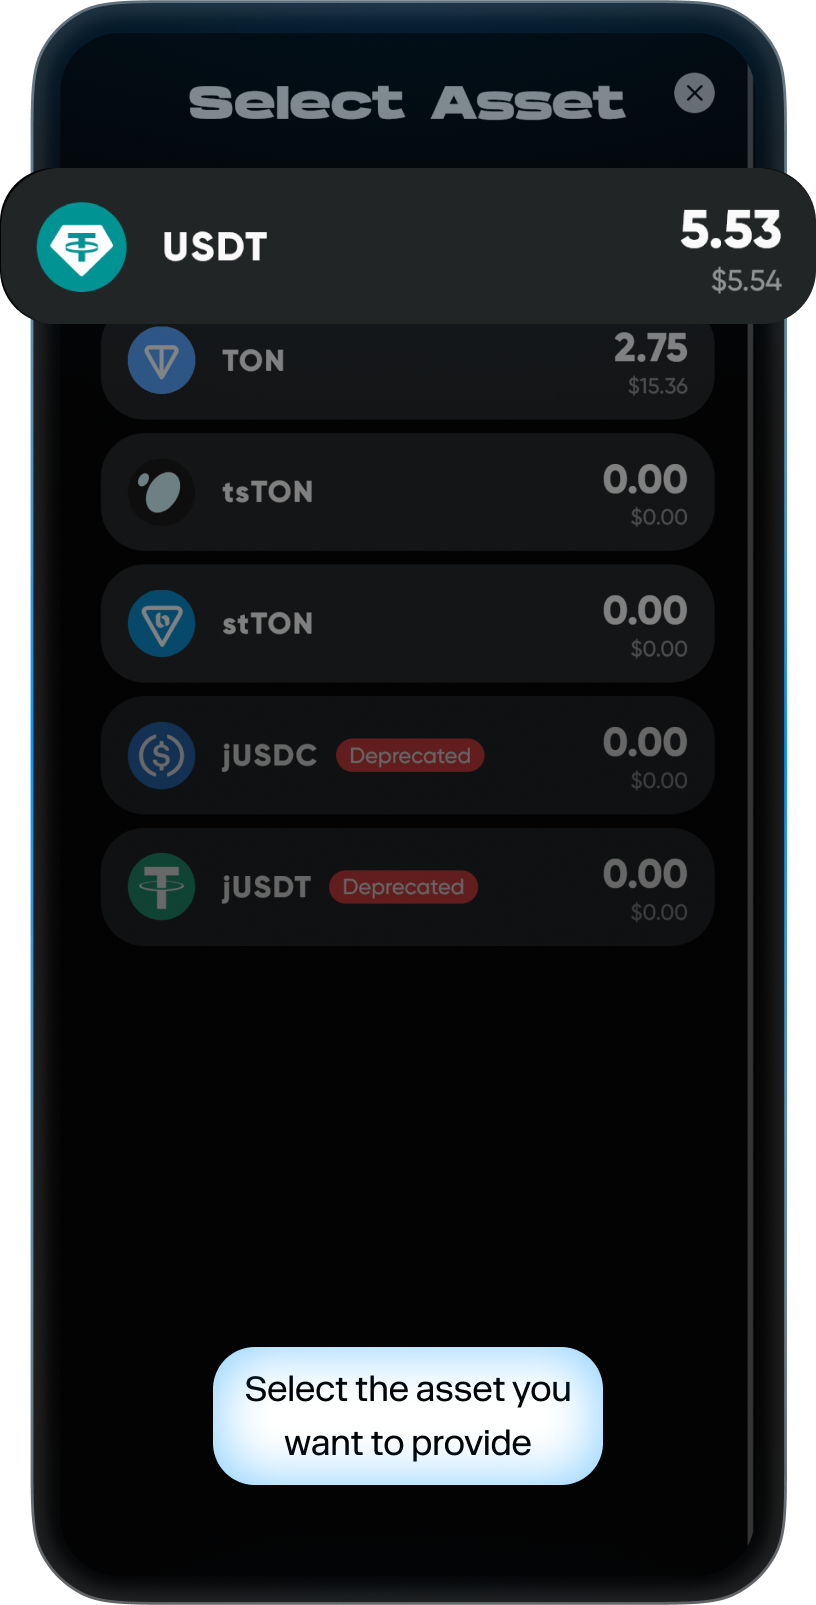 Select Asset
USDT
5.53
$5.54
TON
2.75
$15.36
tsTON
0.00
$0.00
stTON
0.00
$0.00
jUSDC Deprecated
0.00
$0.00
jUSDT Deprecated
0.00
$0.00
Select the asset you
want to provide